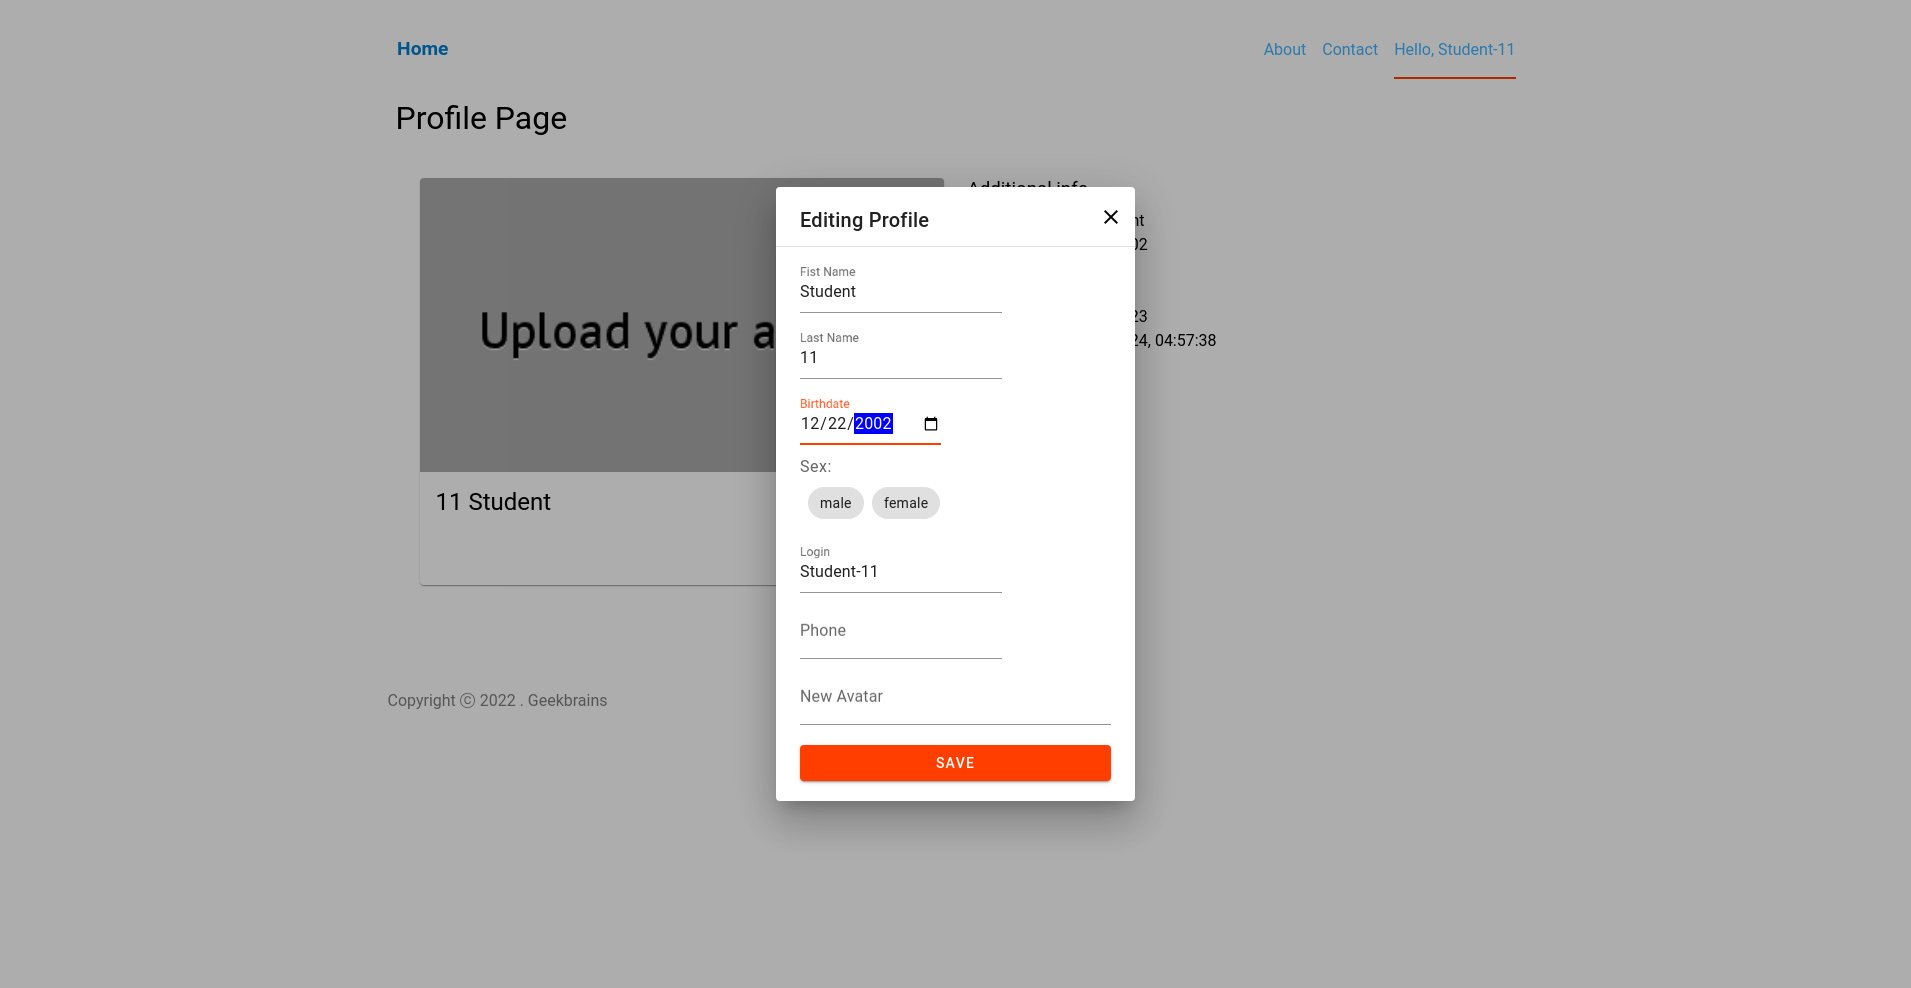 Home
About Contact Hello, Student-11
Profile Page
Editing Profile
Fist Name
Student
Last Name
11
Birthdate
12/22/2002
Sex:
male female
Login
Student-11
Phone
New Avatar
SAVE
Upload your a
11 Student
Additional info
nt
02
23
24, 04:57:38
Copyright ⓒ 2022 . Geekbrains